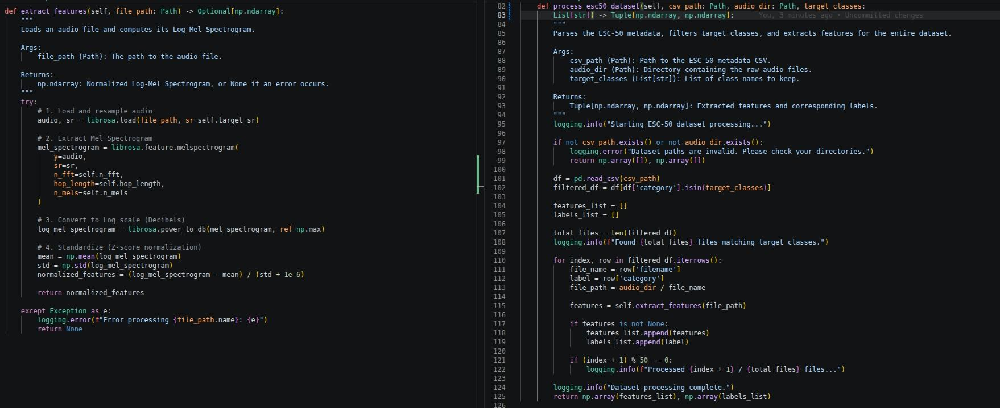 def extract_features(self, file_path: Path) -> Optional[np.ndarray]:
"""
Loads an audio file and computes its Log-Mel Spectrogram.
Args:
file_path (Path): The path to the audio file.
Returns:
np.ndarray: Normalized Log-Mel Spectrogram, or None if an error occurs.
"""
try:
# 1. Load and resample audio
audio, sr = librosa.load(file_path, sr=self.target_sr)
# 2. Extract Mel Spectrogram
mel_spectrogram = librosa.feature.melspectrogram(
y=audio,
sr=sr,
n_fft=self.n_fft,
hop_length=self.hop_length,
n_mels=self.n_mels
)
# 3. Convert to Log scale (Decibels)
log_mel_spectrogram = librosa.power_to_db(mel_spectrogram, ref=np.max)
# 4. Standardize (Z-score normalization)
mean = np.mean(log_mel_spectrogram)
std = np.std(log_mel_spectrogram)
normalized_features = (log_mel_spectrogram - mean) / (std + 1e-6)
return normalized_features
except Exception as e:
logging.error(f"Error processing {file_path.name}: {e}")
return None
82 def process_esc50_dataset(self, csv_path: Path, audio_dir: Path, target_classes:
83 List[str]) -> Tuple[np.ndarray, np.ndarray]: You, 3 minutes ago • Uncommitted changes
84 """
85 Parses the ESC-50 metadata, filters target classes, and extracts features for the entire dataset.
86
87 Args:
88 csv_path (Path): Path to the ESC-50 metadata CSV.
89 audio_dir (Path): Directory containing the raw audio files.
90 target_classes (List[str]): List of class names to keep.
91
92 Returns:
93 Tuple[np.ndarray, np.ndarray]: Extracted features and corresponding labels.
94 """
95 logging.info("Starting ESC-50 dataset processing...")
96
97 if not csv_path.exists() or not audio_dir.exists():
98 logging.error("Dataset paths are invalid. Please check your directories.")
99 return np.array([]), np.array([])
100
101 df = pd.read_csv(csv_path)
102 filtered_df = df[df['category'].isin(target_classes)]
103
104 features_list = []
105 labels_list = []
106
107 total_files = len(filtered_df)
108 logging.info(f"Found {total_files} files matching target classes.")
109
110 for index, row in filtered_df.iterrows():
111 file_name = row['filename']
112 label = row['category']
113 file_path = audio_dir / file_name
114
115 features = self.extract_features(file_path)
116
117 if features is not None:
118 features_list.append(features)
119 labels_list.append(label)
120
121 if (index + 1) % 50 == 0:
122 logging.info(f"Processed {index + 1} / {total_files} files...")
123
124 logging.info("Dataset processing complete.")
125 return np.array(features_list), np.array(labels_list)
126